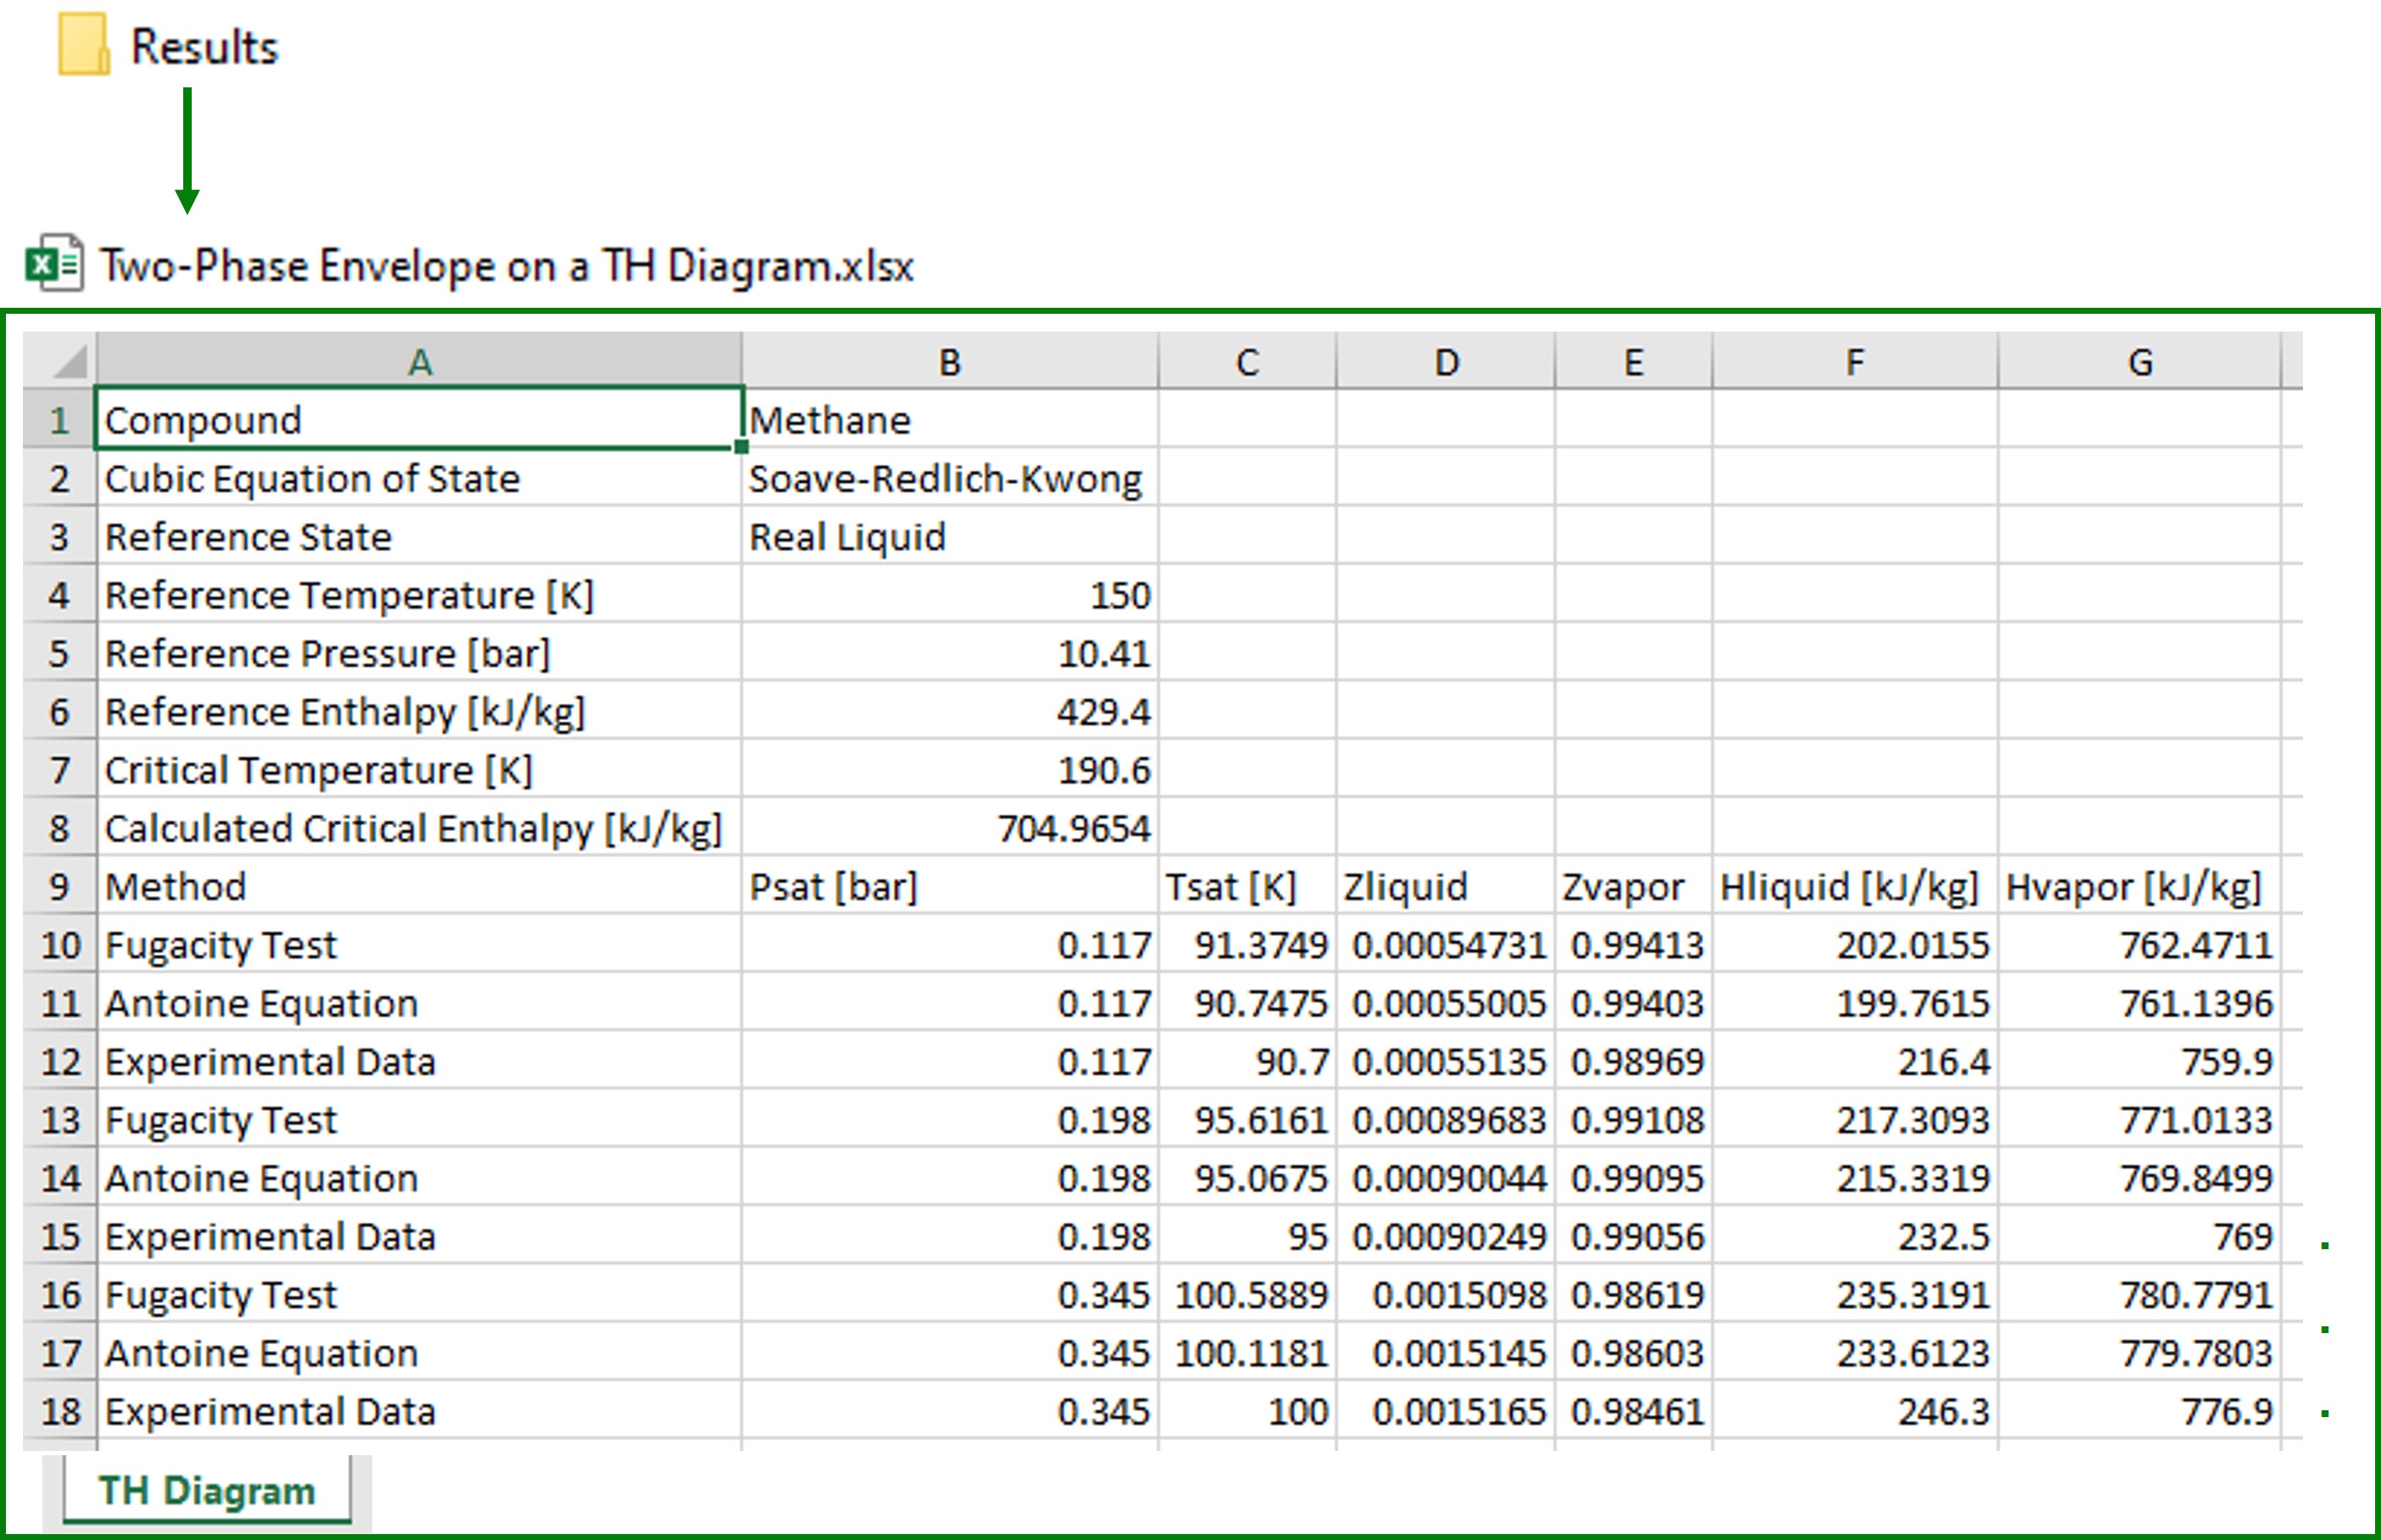 Results
Two-Phase Envelope on a TH Diagram.xlsx
A B C D E F G
1 Compound Methane
2 Cubic Equation of State Soave-Redlich-Kwong
3 Reference State Real Liquid
4 Reference Temperature [K] 150
5 Reference Pressure [bar] 10.41
6 Reference Enthalpy [kJ/kg] 429.4
7 Critical Temperature [K] 190.6
8 Calculated Critical Enthalpy [kJ/kg] 704.9654
9 Method Psat [bar] Tsat [K] Zliquid Zvapor Hliquid [kJ/kg] Hvapor [kJ/kg]
10 Fugacity Test 0.117 91.3749 0.00054731 0.99413 202.0155 762.4711
11 Antoine Equation 0.117 90.7475 0.00055005 0.99403 199.7615 761.1396
12 Experimental Data 0.117 90.7 0.00055135 0.98969 216.4 759.9
13 Fugacity Test 0.198 95.6161 0.00089683 0.99108 217.3093 771.0133
14 Antoine Equation 0.198 95.0675 0.00090044 0.99095 215.3319 769.8499
15 Experimental Data 0.198 95 0.00090249 0.99056 232.5 769
16 Fugacity Test 0.345 100.5889 0.0015098 0.98619 235.3191 780.7791
17 Antoine Equation 0.345 100.1181 0.0015145 0.98603 233.6123 779.7803
18 Experimental Data 0.345 100 0.0015165 0.98461 246.3 776.9
TH Diagram